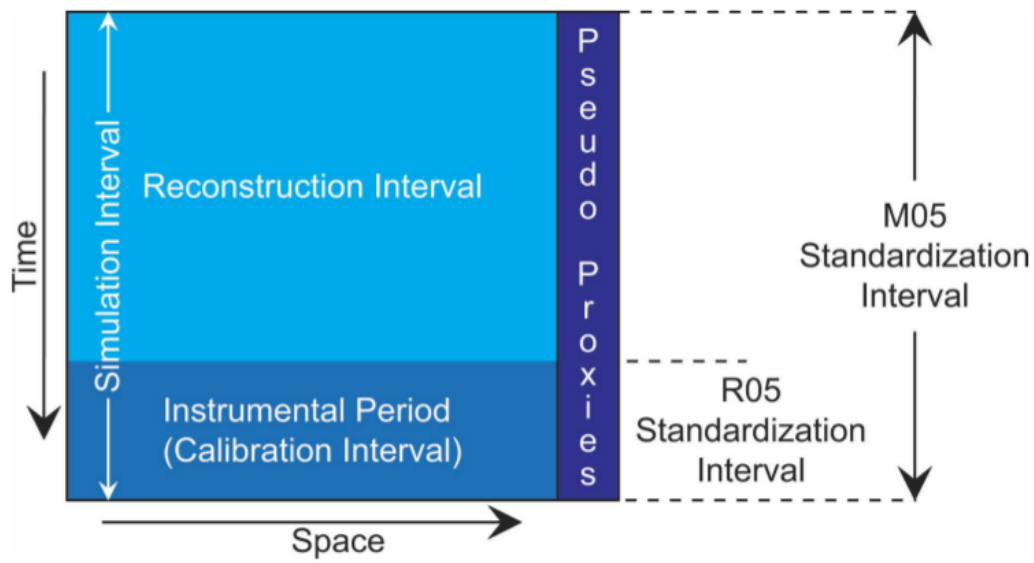 Time
Simulation Interval
Reconstruction Interval
Instrumental Period
(Calibration Interval)
Pseudo Proxies
M05
Standardization
Interval
R05
Standardization
Interval
Space